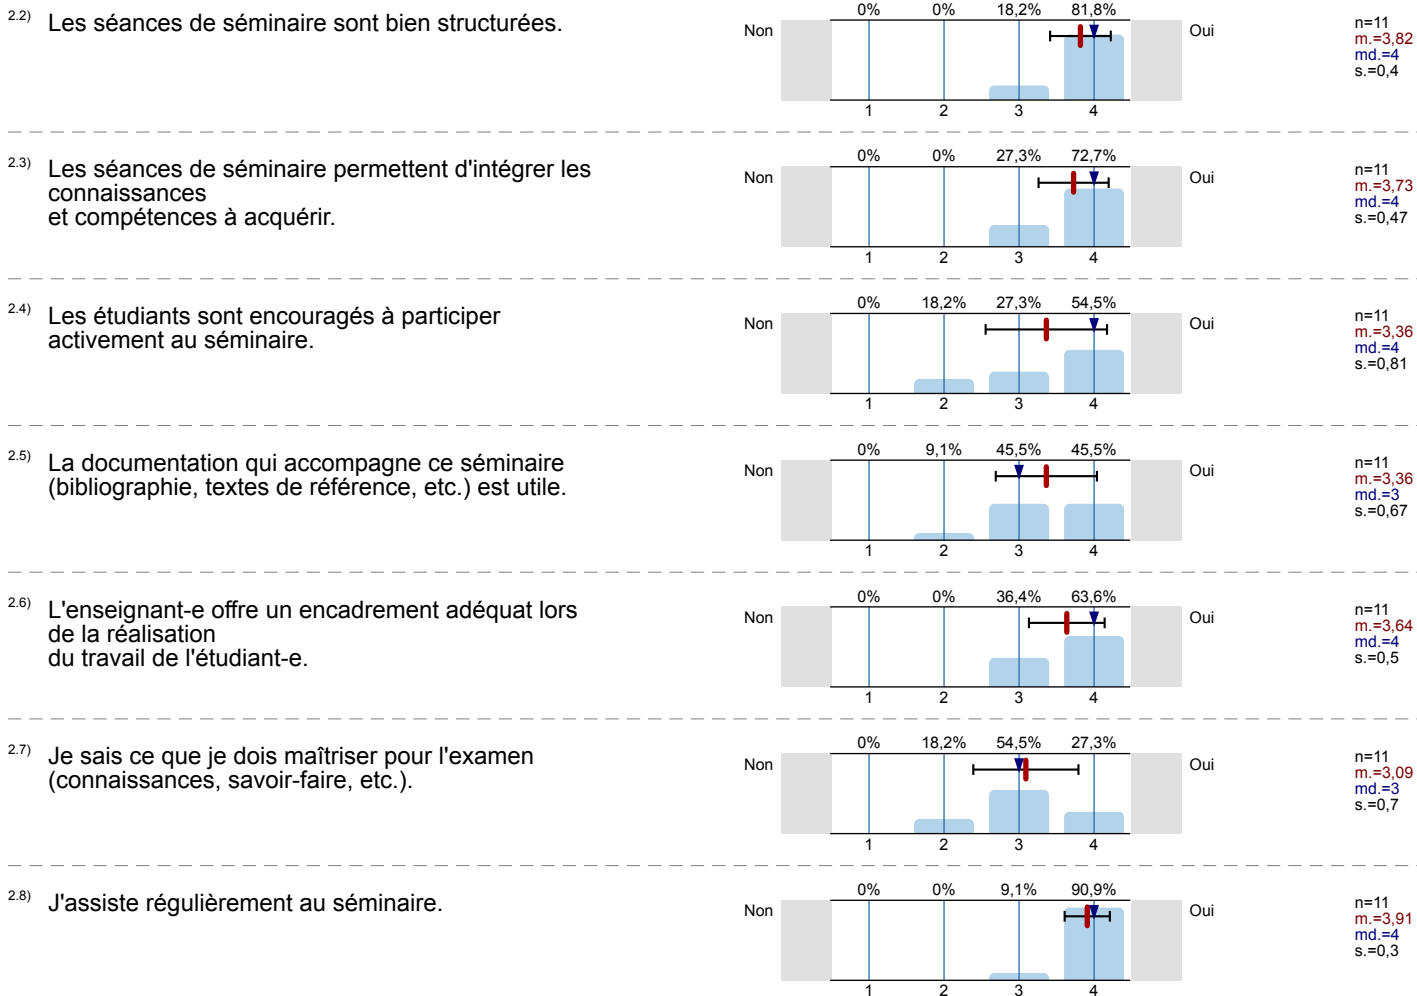 2.2) Les séances de séminaire sont bien structurées.
0% 0% 18,2% 81,8%
Non Oui
1 2 3 4
n=11
m.=3,82
md.=4
s.=0,4
2.3) Les séances de séminaire permettent d'intégrer les
connaissances
et compétences à acquérir.
0% 0% 27,3% 72,7%
Non Oui
1 2 3 4
n=11
m.=3,73
md.=4
s.=0,47
2.4) Les étudiants sont encouragés à participer
activement au séminaire.
0% 18,2% 27,3% 54,5%
Non Oui
1 2 3 4
n=11
m.=3,36
md.=4
s.=0,81
2.5) La documentation qui accompagne ce séminaire
(bibliographie, textes de référence, etc.) est utile.
0% 9,1% 45,5% 45,5%
Non Oui
1 2 3 4
n=11
m.=3,36
md.=3
s.=0,67
2.6) L'enseignant-e offre un encadrement adéquat lors
de la réalisation
du travail de l'étudiant-e.
0% 0% 36,4% 63,6%
Non Oui
1 2 3 4
n=11
m.=3,64
md.=4
s.=0,5
2.7) Je sais ce que je dois maîtriser pour l'examen
(connaissances, savoir-faire, etc.).
0% 18,2% 54,5% 27,3%
Non Oui
1 2 3 4
n=11
m.=3,09
md.=3
s.=0,7
2.8) J'assiste régulièrement au séminaire.
0% 0% 9,1% 90,9%
Non Oui
1 2 3 4
n=11
m.=3,91
md.=4
s.=0,3